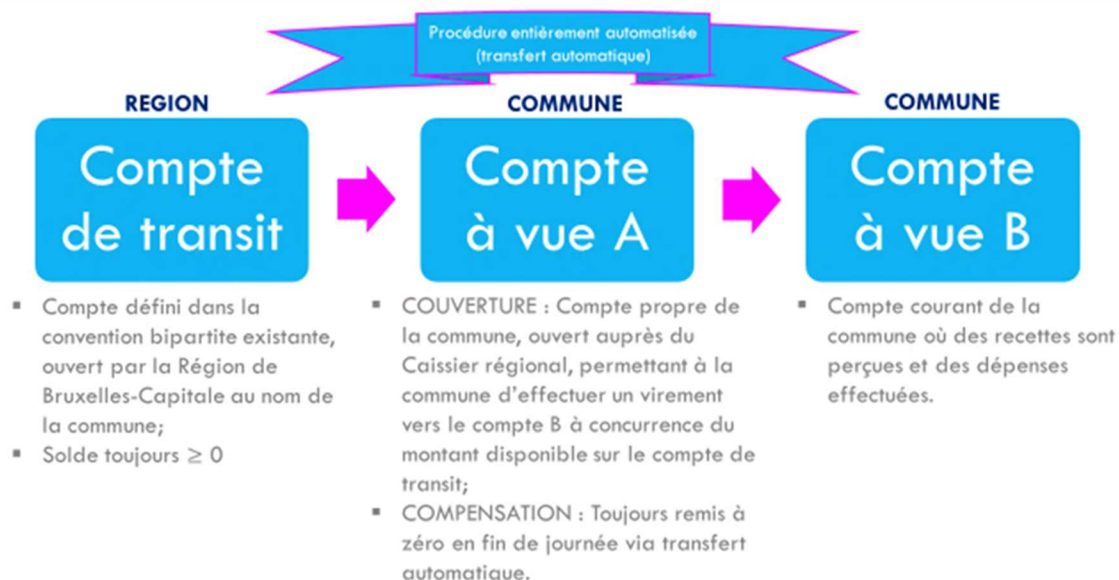 Procédure entièrement automatisée
(transfert automatique)
REGION
Compte
de transit
▪ Compte défini dans la
convention bipartite existante,
ouvert par la Région de
Bruxelles-Capitale au nom de
la commune;
▪ Solde toujours ≥ 0
COMMUNE
Compte
à vue A
▪ COUVERTURE : Compte propre de
la commune, ouvert auprès du
Caissier régional, permettant à la
commune d'effectuer un virement
vers le compte B à concurrence du
montant disponible sur le compte de
transit;
▪ COMPENSATION : Toujours remis à
zéro en fin de journée via transfert
automatique.
COMMUNE
Compte
à vue B
▪ Compte courant de la
commune où des recettes sont
perçues et des dépenses
effectuées.